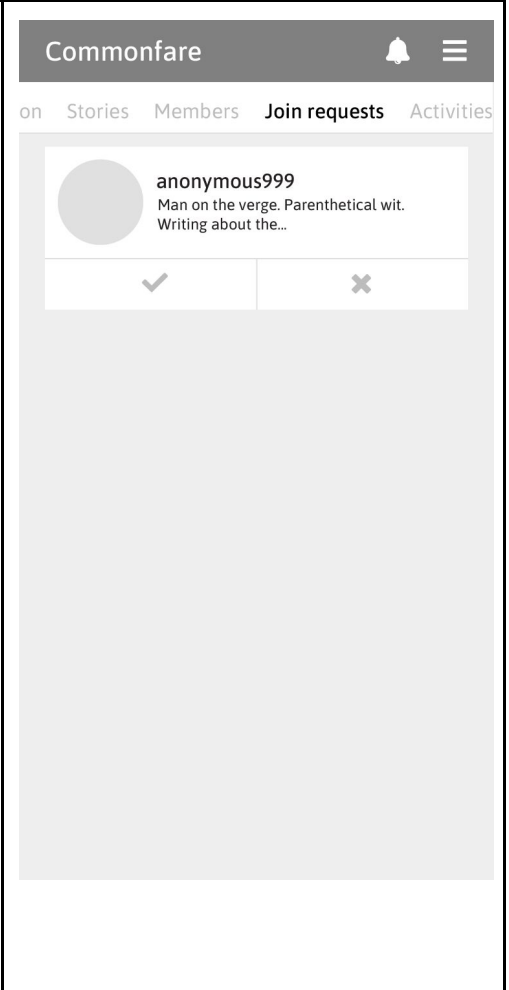 Commonfare
on Stories Members Join requests Activities
anonymous999
Man on the verge. Parenthetical wit.
Writing about the...